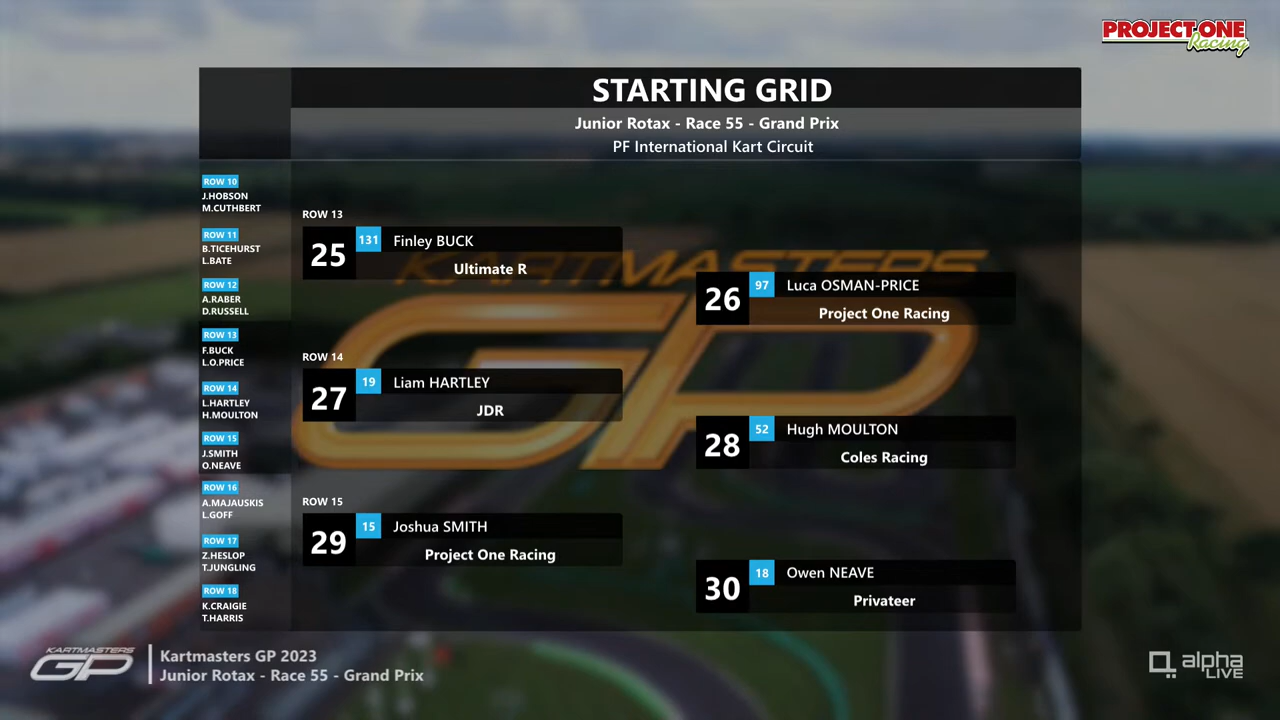 PROJECT ONE
Racing
STARTING GRID
Junior Rotax - Race 55 - Grand Prix
PF International Kart Circuit
ROW 10
J.HOBSON
M.CUTHBERT
ROW 11
B.TICEHURST
L.BATE
ROW 12
A.RABER
D.RUSSELL
ROW 13
F.BUCK
L.O.PRICE
ROW 14
L.HARTLEY
H.MOULTON
ROW 15
J.SMITH
O.NEAVE
ROW 16
A.MAJAUSKIS
L.GOFF
ROW 17
Z.HESLOP
T.JUNGLING
ROW 18
K.CRAIGIE
T.HARRIS
KARTMASTERS
GP
ROW 13
25 131 Finley BUCK
Ultimate R
26 97 Luca OSMAN-PRICE
Project One Racing
ROW 14
27 19 Liam HARTLEY
JDR
28 52 Hugh MOULTON
Coles Racing
ROW 15
29 15 Joshua SMITH
Project One Racing
30 18 Owen NEAVE
Privateer
KARTMASTERS
GP
Kartmasters GP 2023
Junior Rotax - Race 55 - Grand Prix
alpha
LIVE